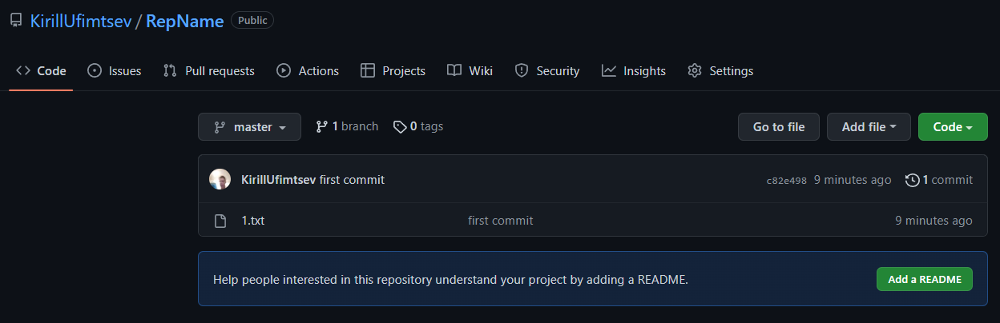 KirillUfimtsev / RepName Public
Code Issues Pull requests Actions Projects Wiki Security Insights Settings
master 1 branch 0 tags Go to file Add file Code
KirillUfimtsev first commit c82e498 9 minutes ago 1 commit
1.txt first commit 9 minutes ago
Help people interested in this repository understand your project by adding a README. Add a README